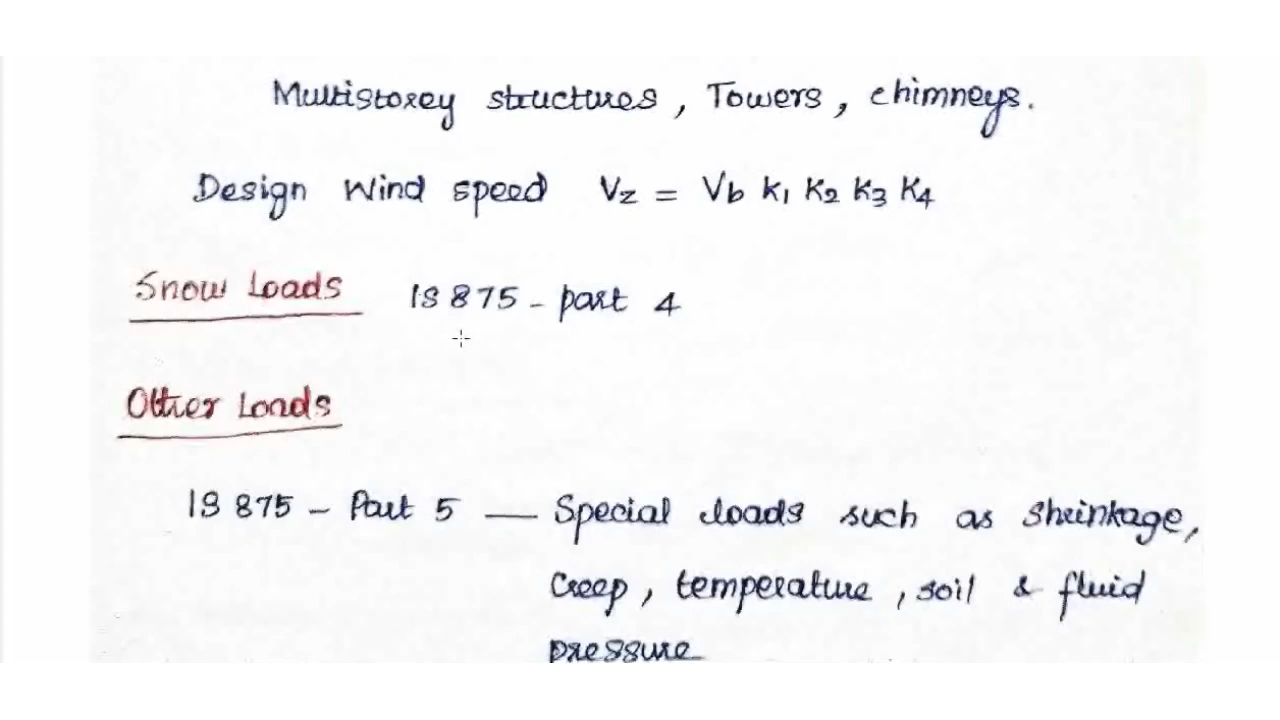 Multistorey structures, Towers, chimneys.
Design Wind speed Vz = Vb k1 K2 K3 K4
Snow Loads IS 875 - part 4
Other Loads
IS 875 - Part 5 — Special loads such as shrinkage,
Creep, temperature, soil & fluid
pressure